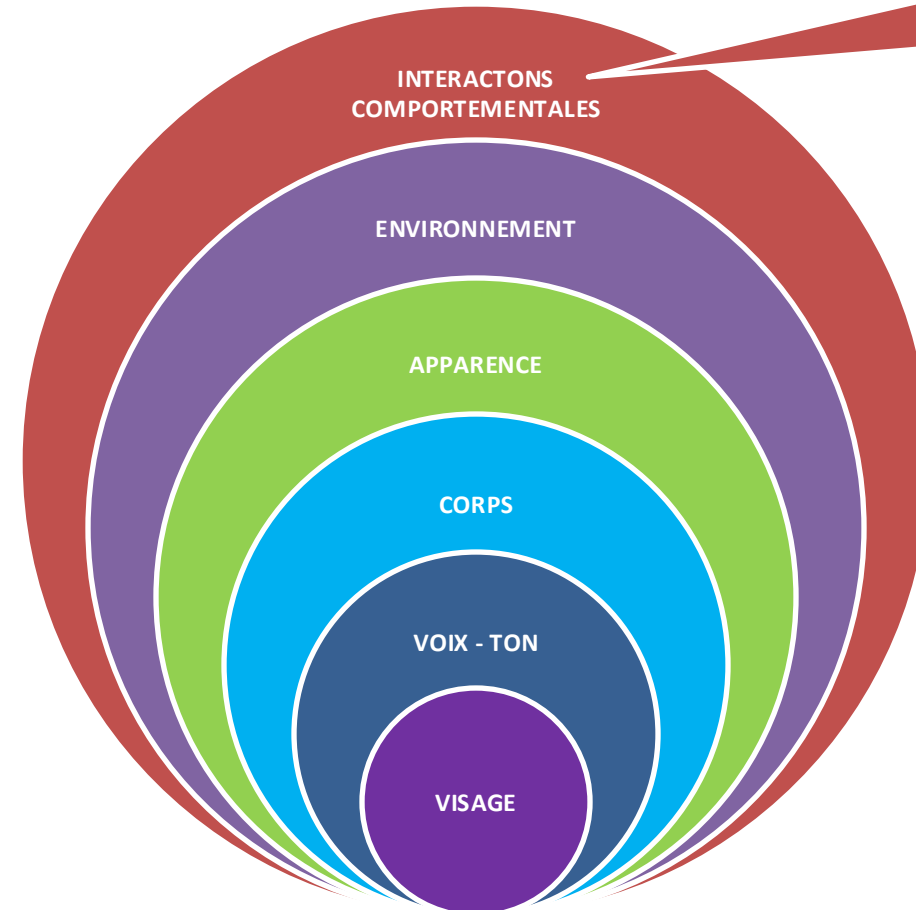 INTERACTONS
COMPORTEMENTALES
ENVIRONNEMENT
APPARENCE
CORPS
VOIX - TON
VISAGE